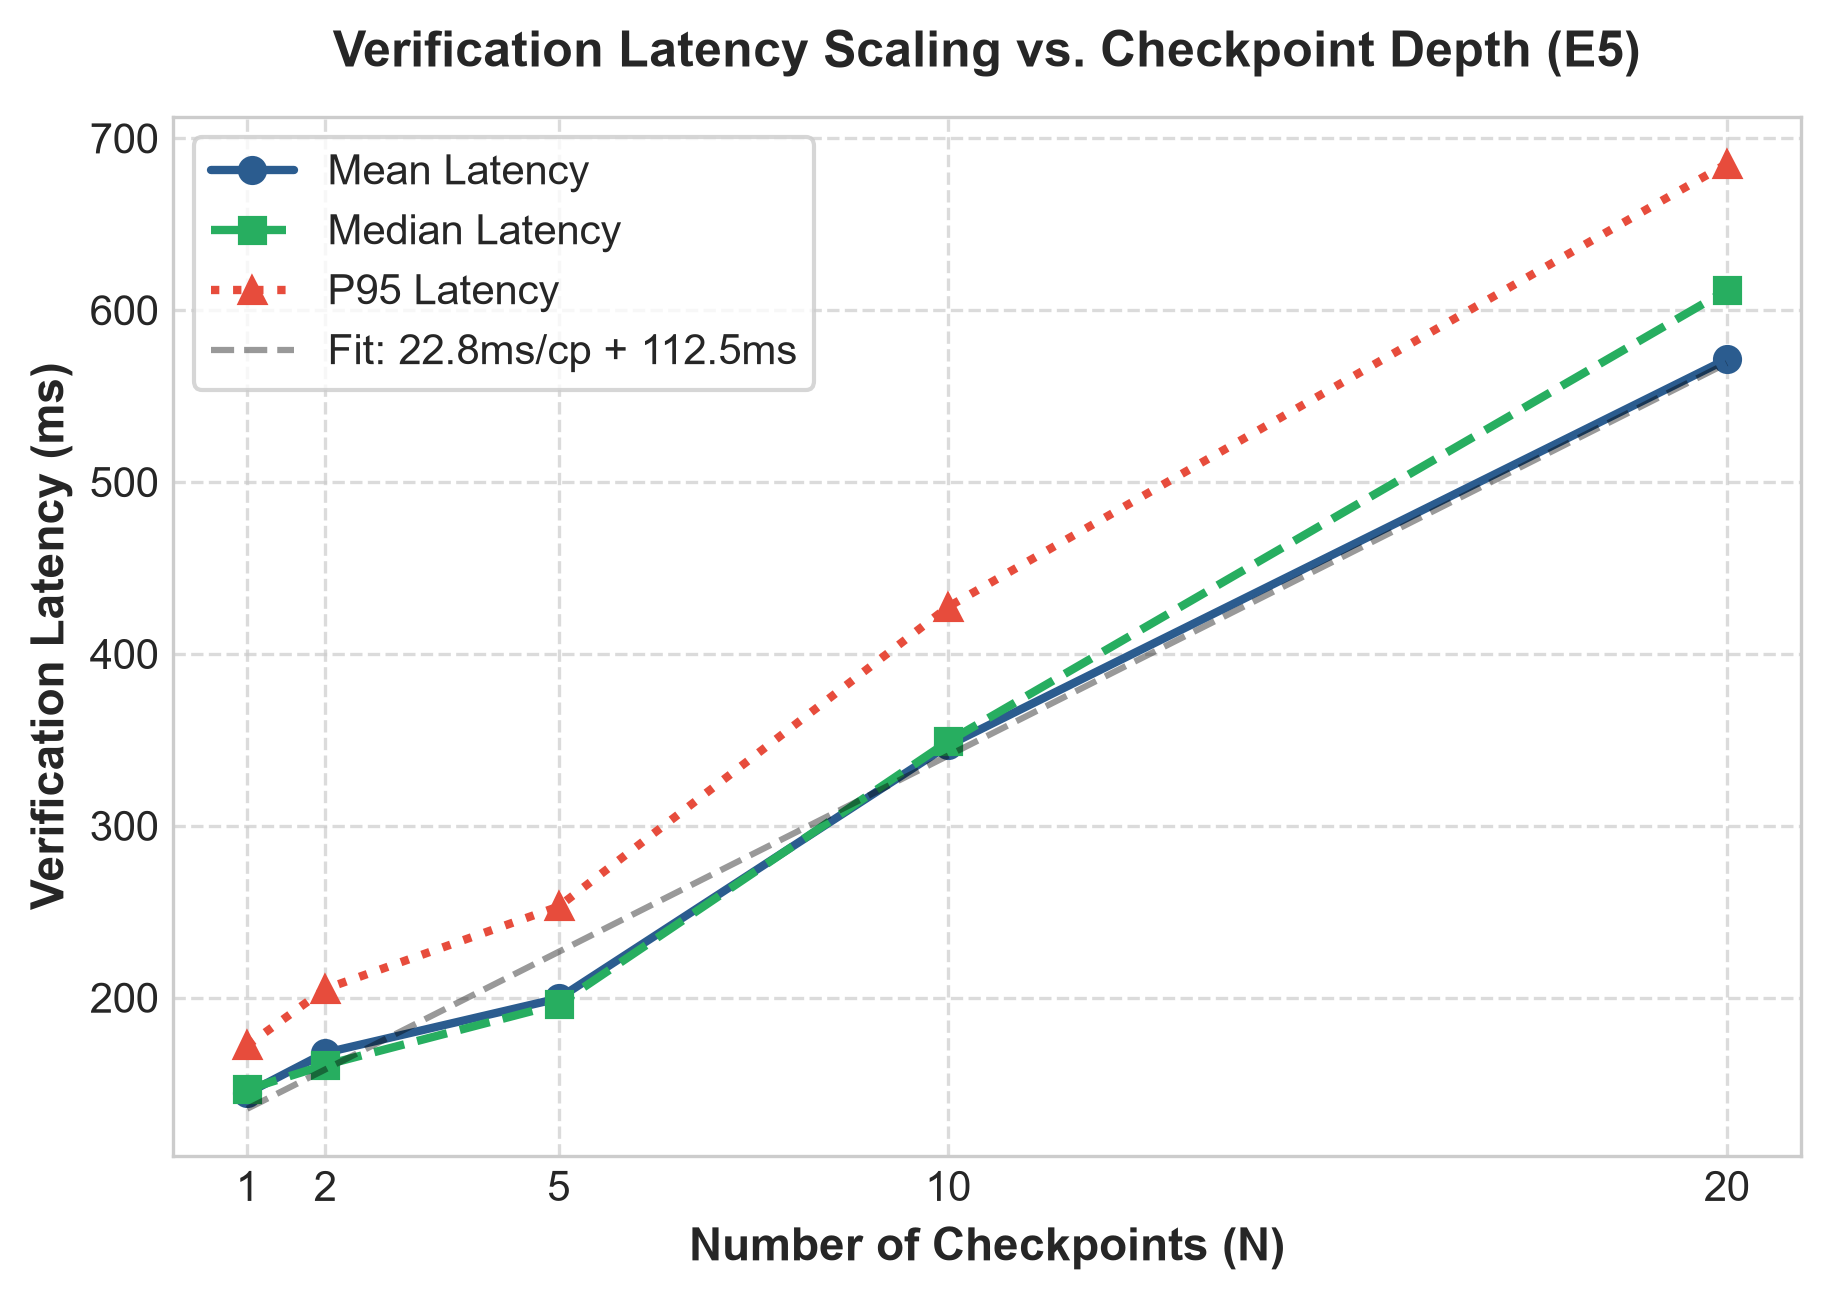 Verification Latency Scaling vs. Checkpoint Depth (E5)
Mean Latency
Median Latency
P95 Latency
Fit: 22.8ms/cp + 112.5ms
Verification Latency (ms)
700
600
500
400
300
200
1 2 5 10 20
Number of Checkpoints (N)